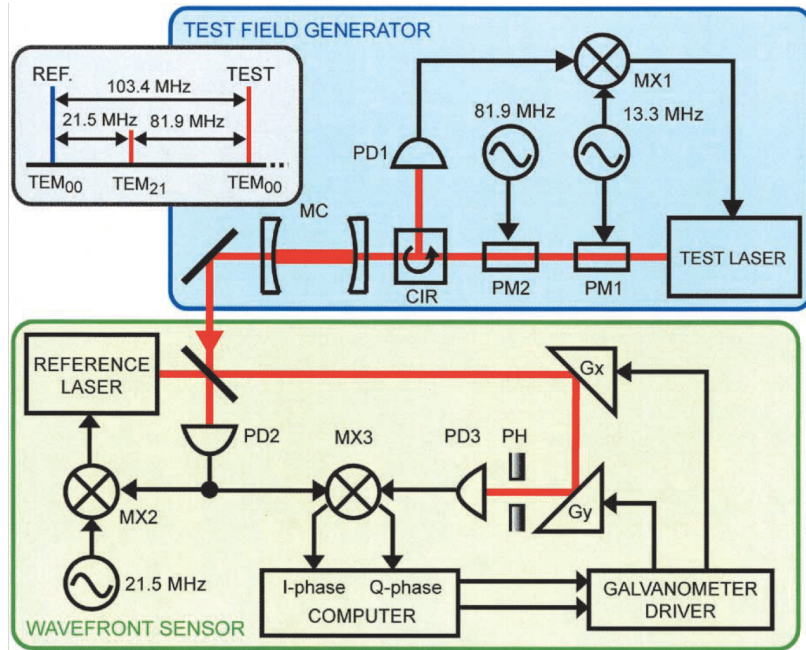 TEST FIELD GENERATOR
REF.
TEST
103.4 MHz
21.5 MHz
81.9 MHz
TEM00
TEM21
TEM00
MX1
81.9 MHz
13.3 MHz
PD1
MC
CIR
PM2
PM1
TEST LASER
REFERENCE
LASER
Gx
PD2
MX3
PD3
PH
MX2
Gy
21.5 MHz
I-phase
Q-phase
COMPUTER
GALVANOMETER
DRIVER
WAVEFRONT SENSOR